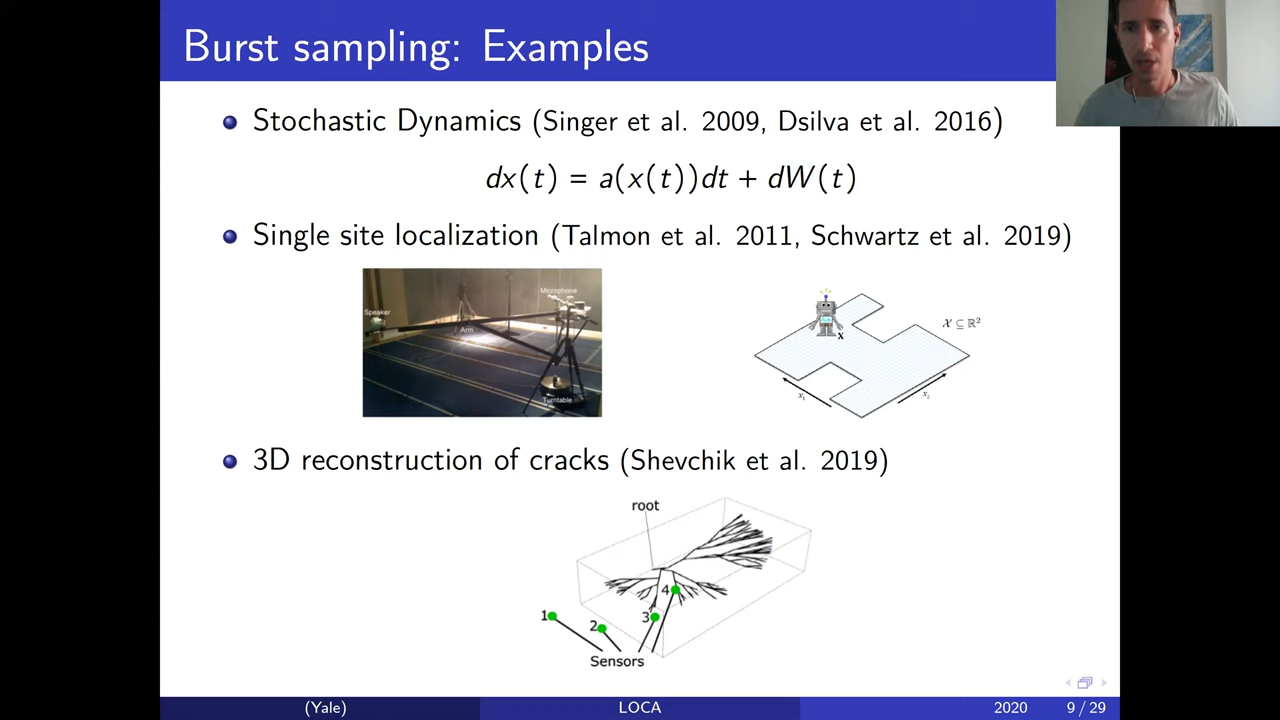 Burst sampling: Examples
Stochastic Dynamics (Singer et al. 2009, Dsilva et al. 2016)
dx(t) = a(x(t))dt + dW(t)
Single site localization (Talmon et al. 2011, Schwartz et al. 2019)
Microphone
Speaker
Arm
Turntable
X ⊆ ℝ²
x
x₁
x₂
3D reconstruction of cracks (Shevchik et al. 2019)
root
4
1
2
3
Sensors
(Yale)
LOCA
2020
9 / 29